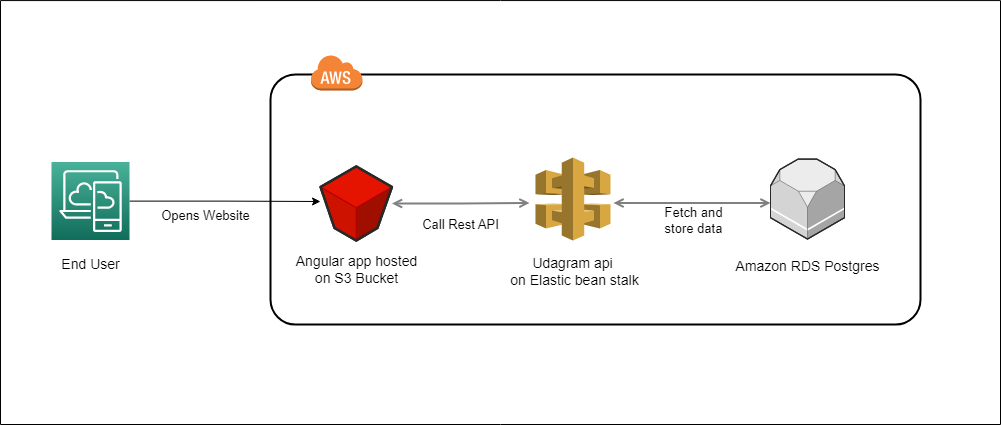 AWS
Opens Website
Call Rest API
Fetch and
store data
End User
Angular app hosted
on S3 Bucket
Udagram api
on Elastic bean stalk
Amazon RDS Postgres